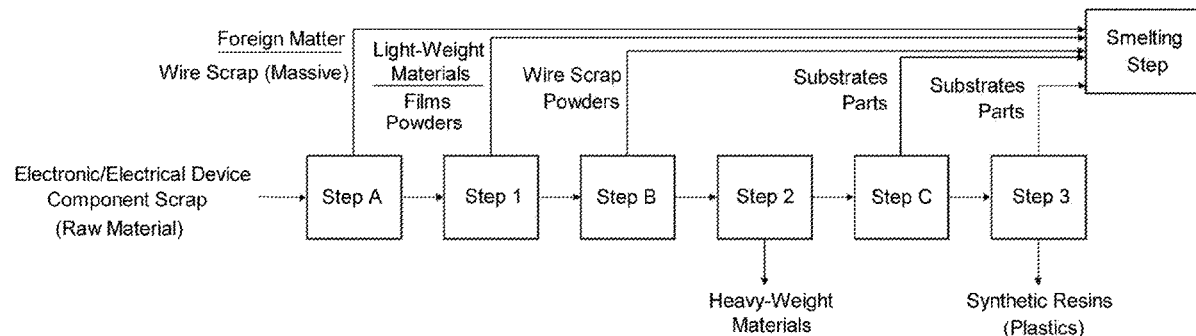 Foreign Matter
Wire Scrap (Massive)
Light-Weight
Materials
Films
Powders
Wire Scrap
Powders
Substrates
Parts
Substrates
Parts
Smelting
Step
Electronic/Electrical Device
Component Scrap
(Raw Material)
Step A
Step 1
Step B
Step 2
Step C
Step 3
Heavy-Weight
Materials
Synthetic Resins
(Plastics)